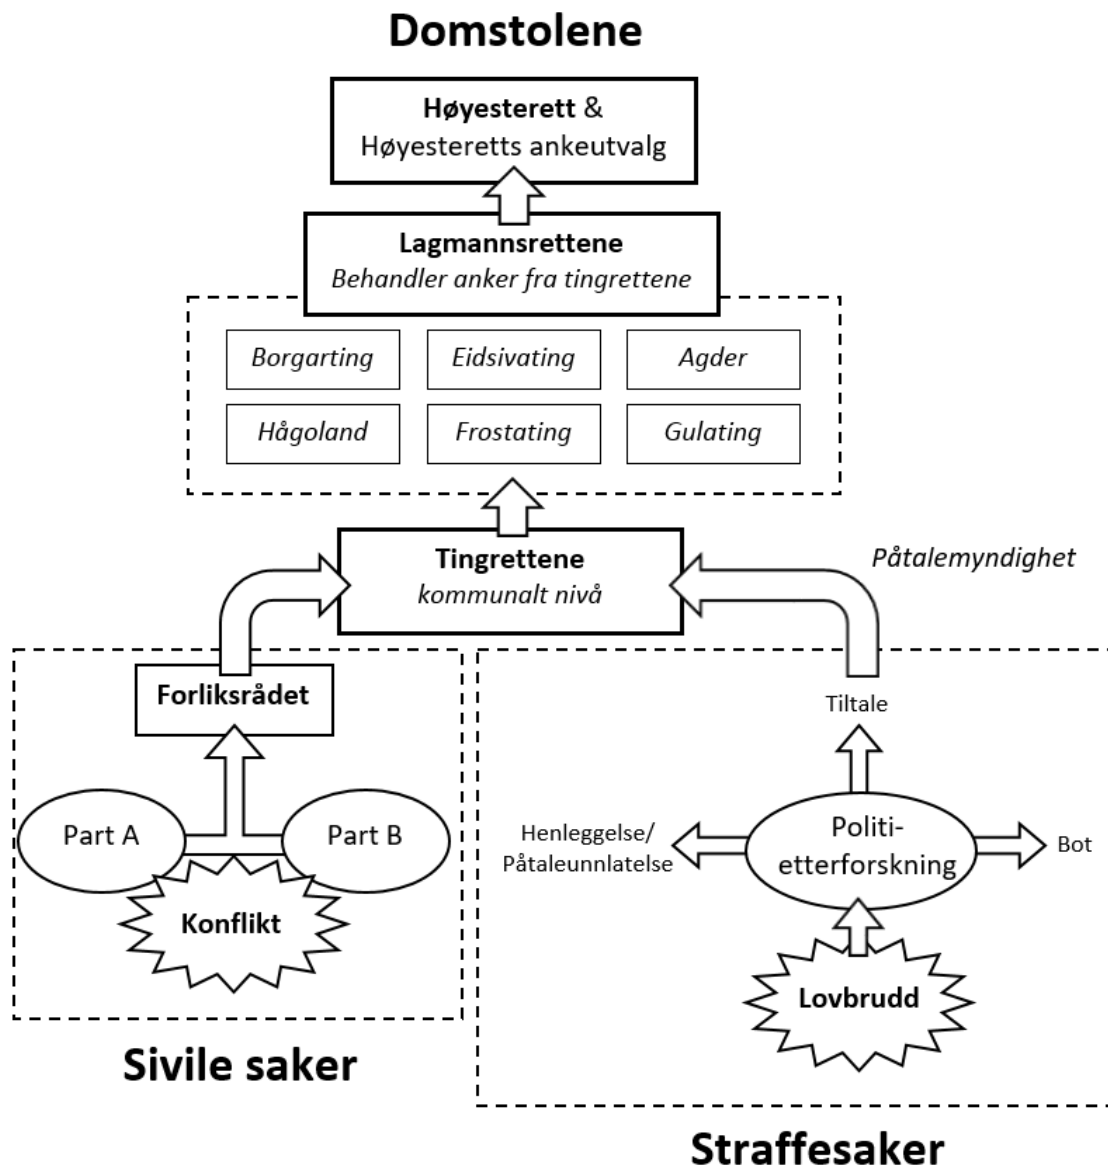 Domstolene
Høyesterett &
Høyesteretts ankeutvalg
Lagmannsrettene
Behandler anker fra tingrettene
Borgarting
Eidsivating
Agder
Hågoland
Frostating
Gulating
Tingrettene
kommunalt nivå
Påtalemyndighet
Forliksrådet
Part A
Part B
Konflikt
Sivile saker
Tiltale
Henleggelse/
Påtaleunnlatelse
Politi-
etterforskning
Bot
Lovbrudd
Straffesaker